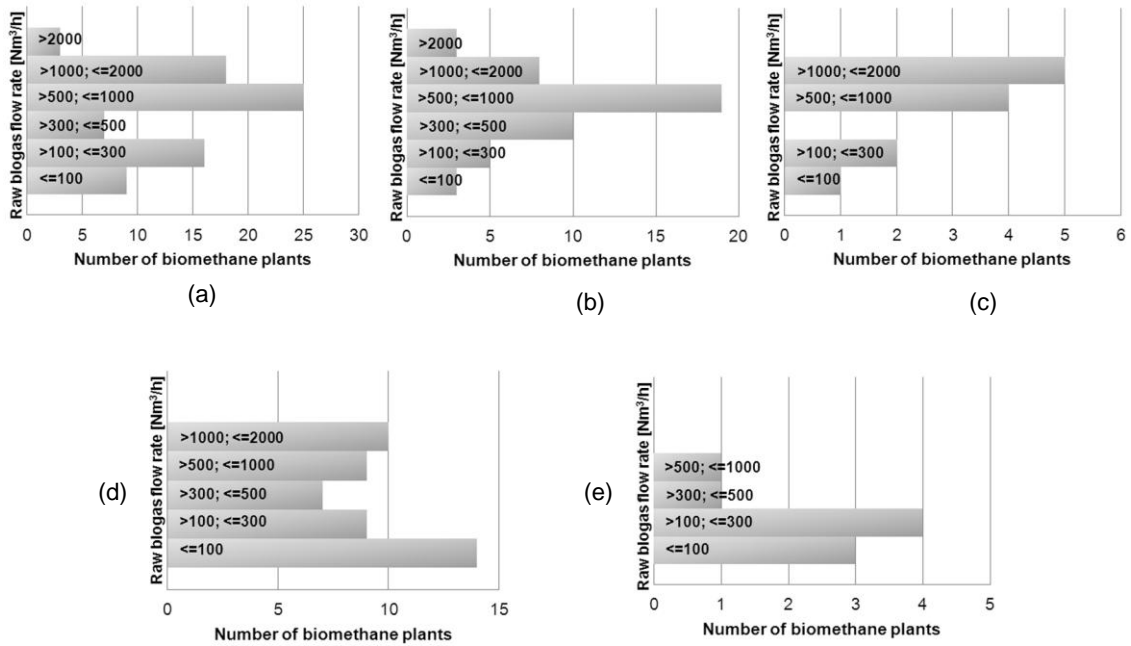 Raw biogas flow rate [Nm³/h]
>2000
>1000; <=2000
>500; <=1000
>300; <=500
>100; <=300
<=100
0 5 10 15 20 25 30
Number of biomethane plants
(a)
Raw biogas flow rate [Nm³/h]
>2000
>1000; <=2000
>500; <=1000
>300; <=500
>100; <=300
<=100
0 5 10 15 20
Number of biomethane plants
(b)
Raw biogas flow rate [Nm³/h]
>1000; <=2000
>500; <=1000
>100; <=300
<=100
0 1 2 3 4 5 6
Number of biomethane plants
(c)
(d)
Raw biogas flow rate [Nm³/h]
>1000; <=2000
>500; <=1000
>300; <=500
>100; <=300
<=100
0 5 10 15
Number of biomethane plants
(e)
Raw biogas flow rate [Nm³/h]
>500; <=1000
>300; <=500
>100; <=300
<=100
0 1 2 3 4 5
Number of biomethane plants